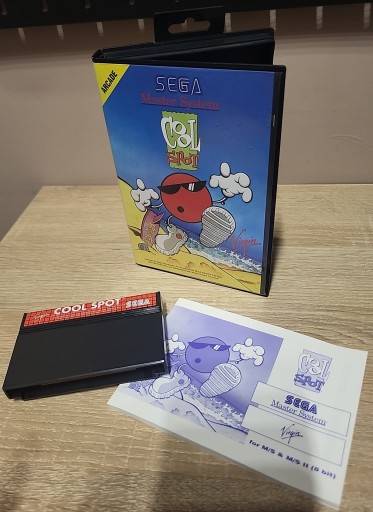 ARCADE
SEGA
Master System
COOL
SPOT
Virgin
COOL SPOT SEGA
COOL
SPOT
SEGA
Master System
Virgin
for M/S & M/S II (8 bit)